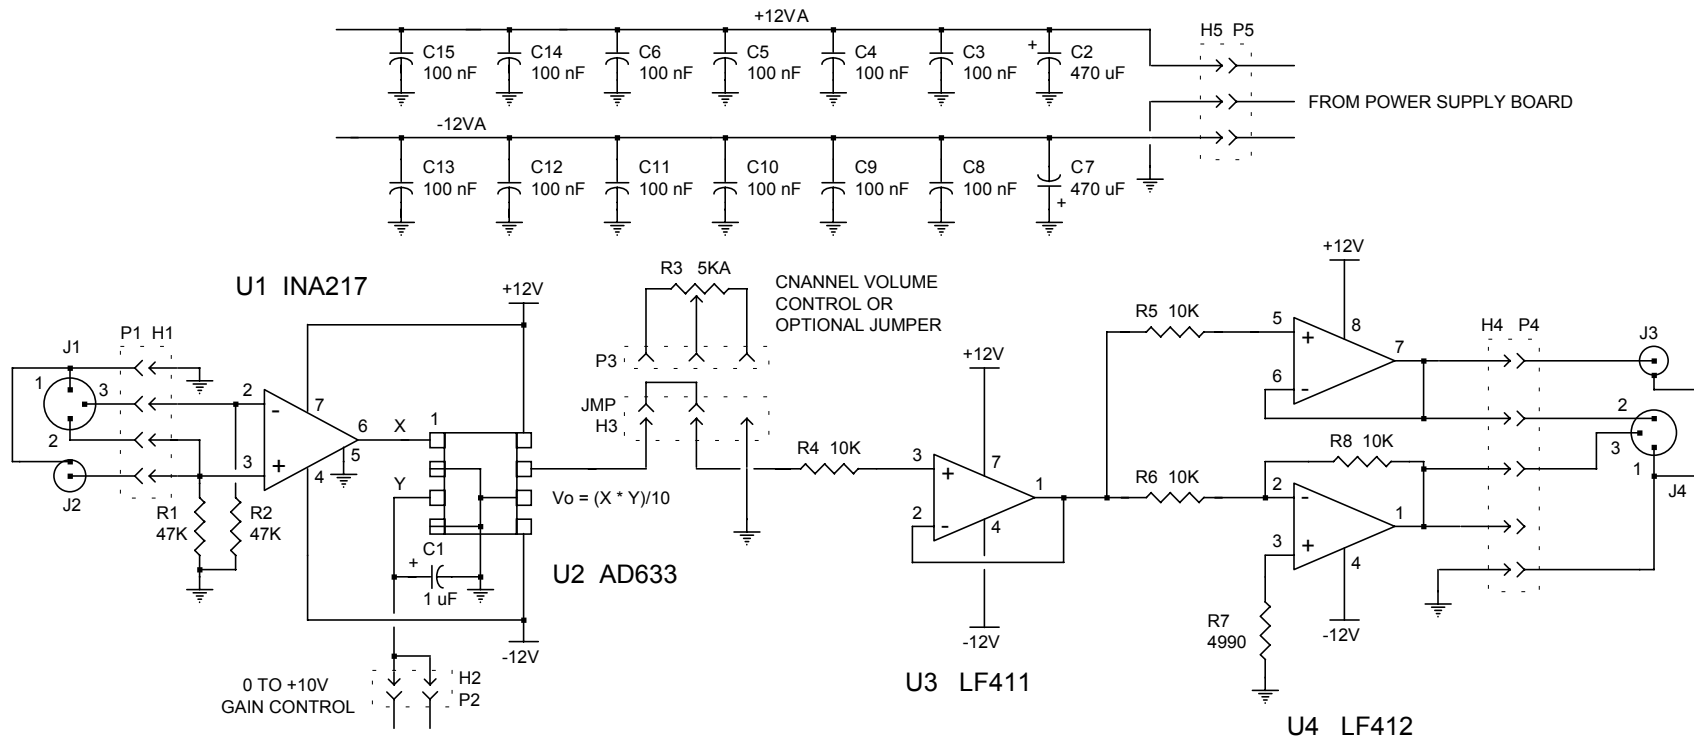 +12VA
C15
100 nF
C14
100 nF
C6
100 nF
C5
100 nF
C4
100 nF
C3
100 nF
+
C2
470 uF
H5 P5
FROM POWER SUPPLY BOARD
-12VA
C13
100 nF
C12
100 nF
C11
100 nF
C10
100 nF
C9
100 nF
C8
100 nF
C7
470 uF
+
U1 INA217
P1 H1
J1
1
3
2
J2
R1
47K
R2
47K
2
-
3
+
7
6
5
4
X
Y
1
+12V
-12V
Vo = (X * Y)/10
U2 AD633
C1
+
1 uF
0 TO +10V
GAIN CONTROL
H2
P2
R3 5KA
CNANNEL VOLUME
CONTROL OR
OPTIONAL JUMPER
P3
JMP
H3
R4 10K
+12V
3
+
7
1
2
-
4
-12V
U3 LF411
R5 10K
+12V
5
+
8
7
6
-
R6 10K
R8 10K
2
-
1
3
+
4
-12V
R7
4990
U4 LF412
H4 P4
J3
2
3
1
J4